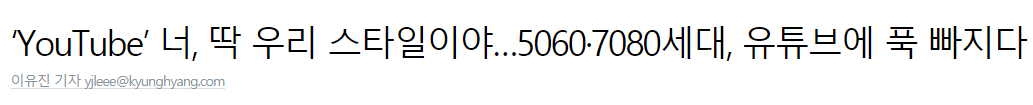 'YouTube' 너, 딱 우리 스타일이야…5060·7080세대, 유튜브에 푹 빠지다
이유진 기자 yjleee@kyunghyang.com